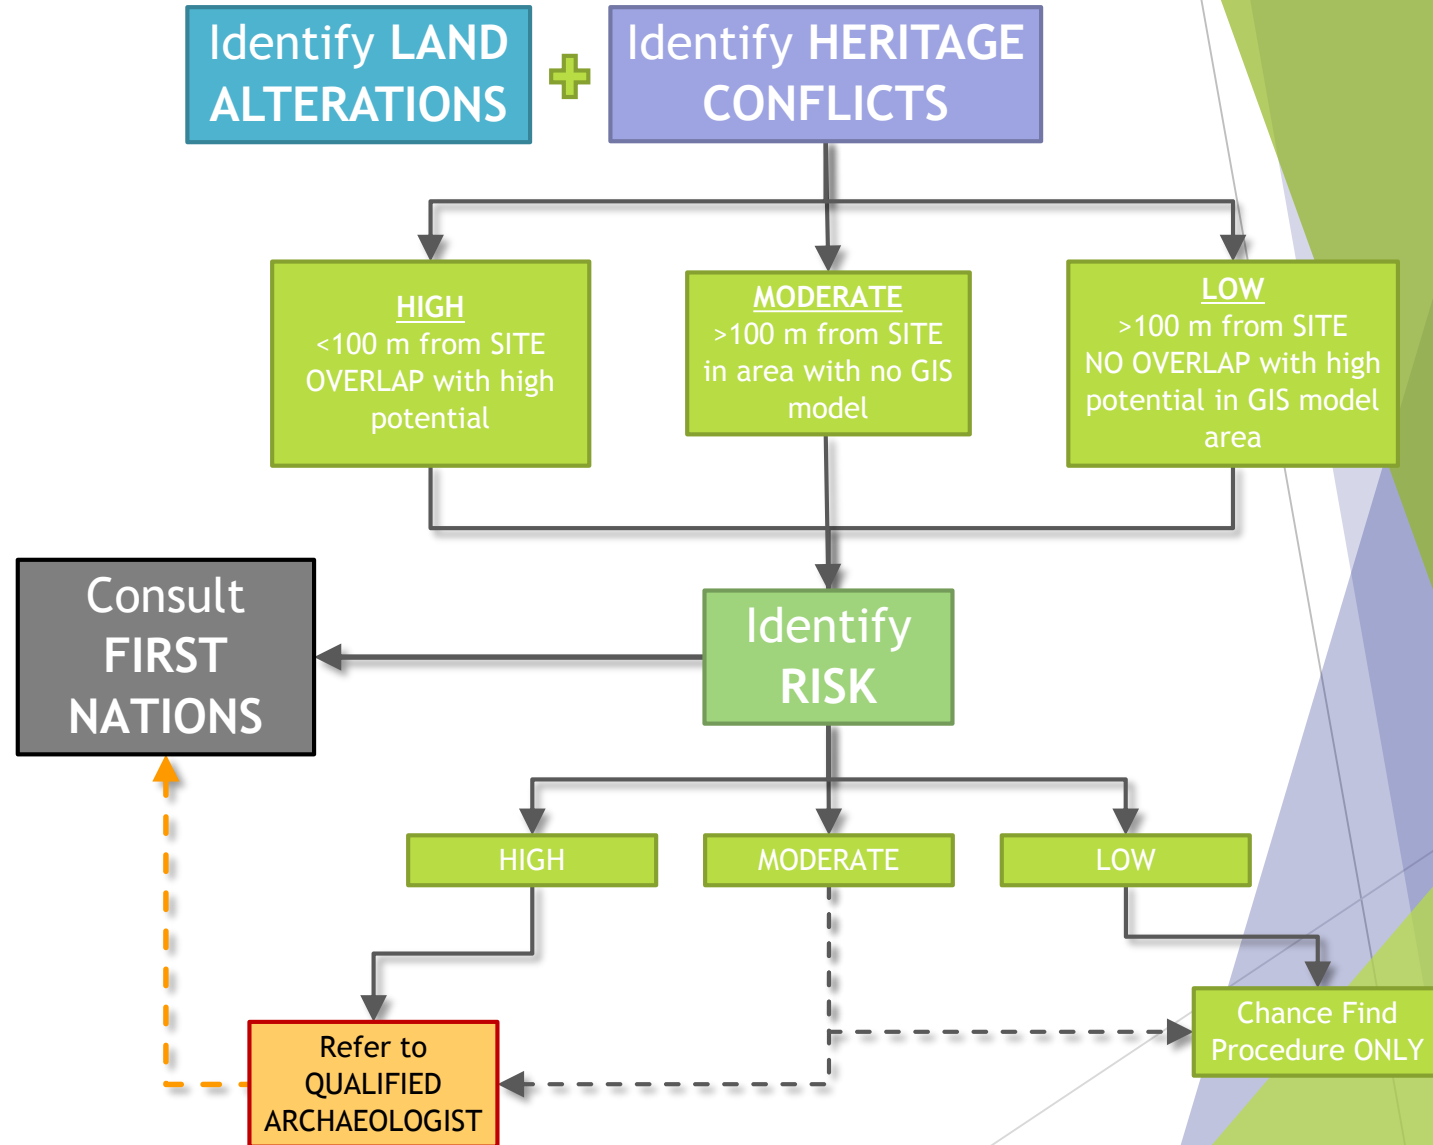 Identify LAND
ALTERATIONS
Identify HERITAGE
CONFLICTS
HIGH
<100 m from SITE
OVERLAP with high
potential
MODERATE
>100 m from SITE
in area with no GIS
model
LOW
>100 m from SITE
NO OVERLAP with high
potential in GIS model
area
Consult
FIRST
NATIONS
Identify
RISK
HIGH
MODERATE
LOW
Refer to
QUALIFIED
ARCHAEOLOGIST
Chance Find
Procedure ONLY